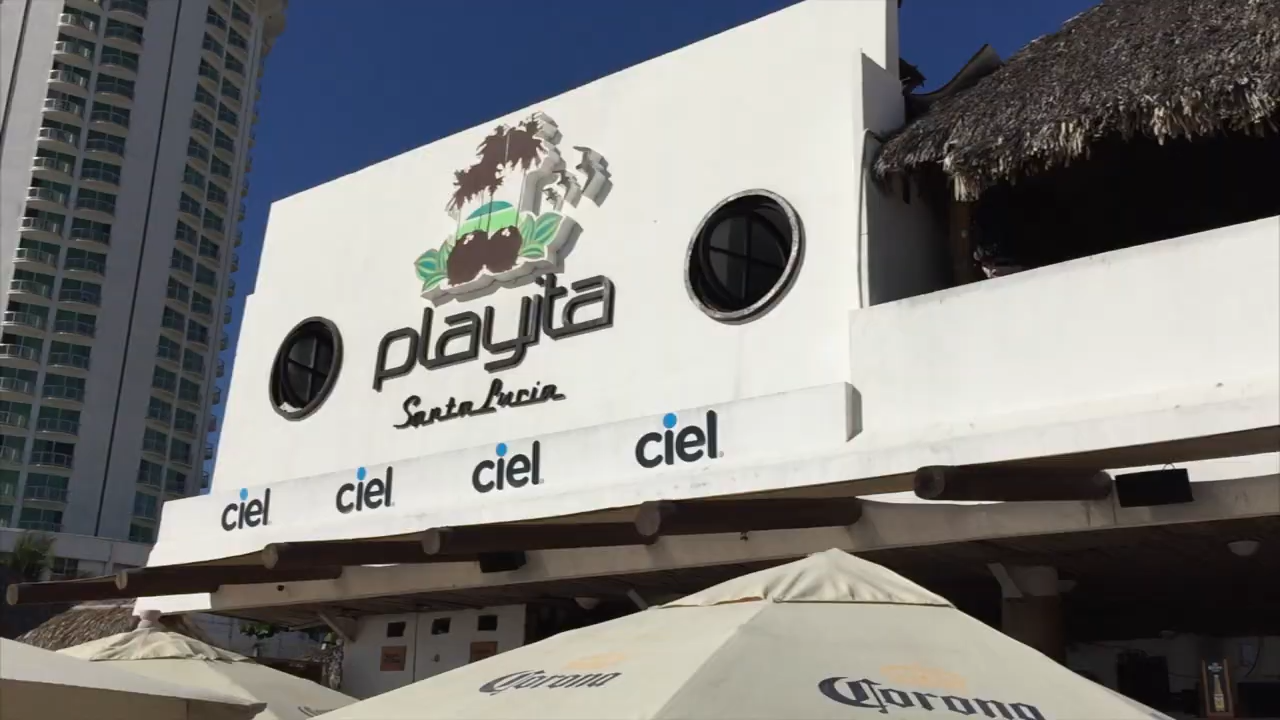 playita
Santa Lucia
ciel ciel ciel ciel
Corona Corona